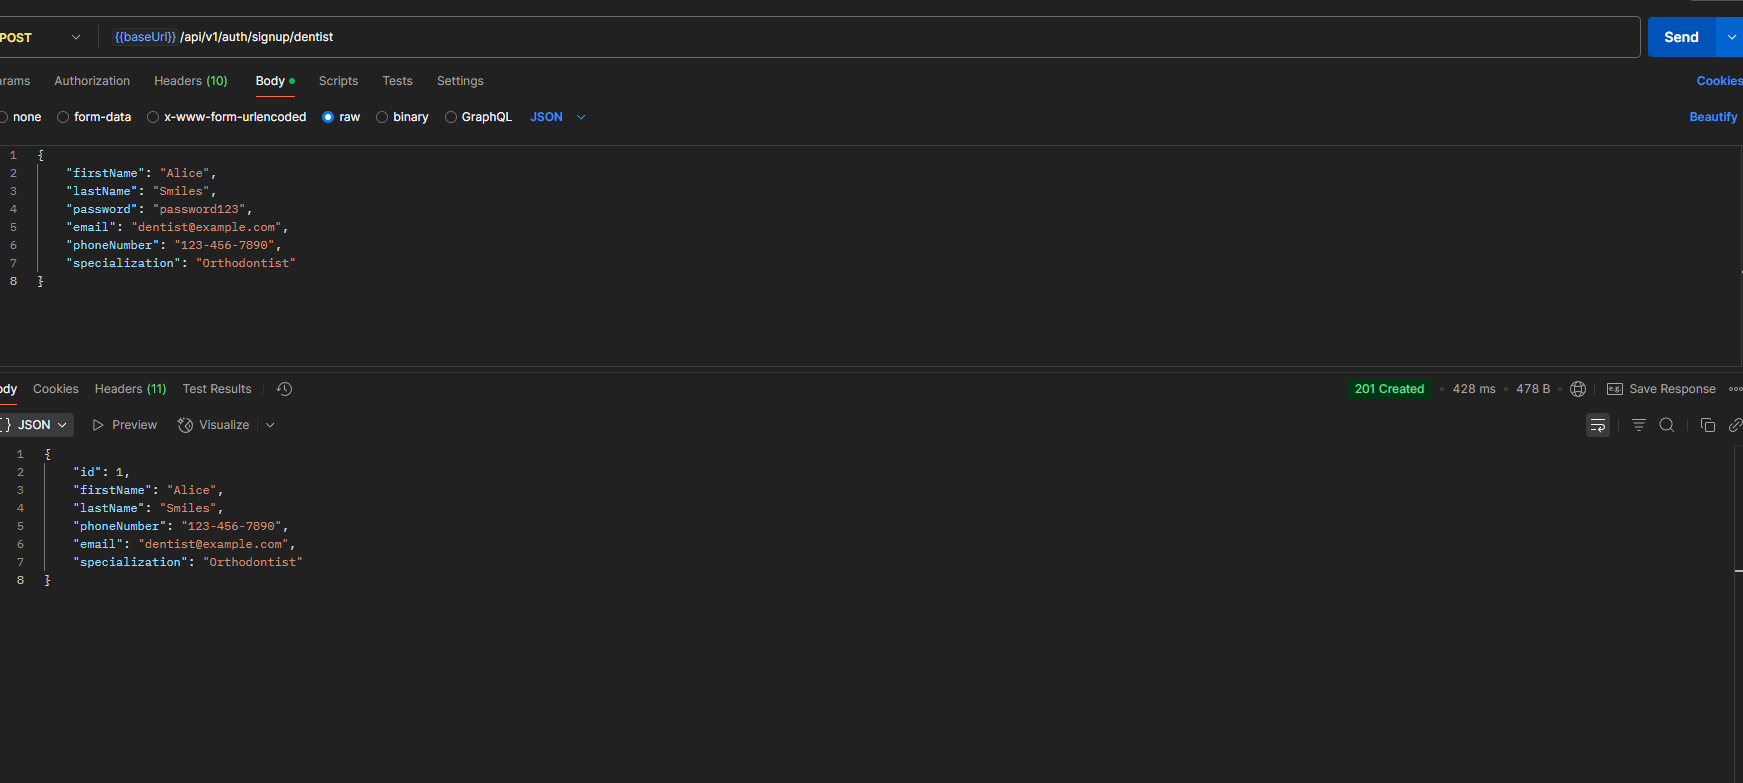 POST {{baseUrl}} /api/v1/auth/signup/dentist Send
Authorization Headers (10) Body Scripts Tests Settings Cookies
none form-data x-www-form-urlencoded raw binary GraphQL JSON Beautify
1 {
2 "firstName": "Alice",
3 "lastName": "Smiles",
4 "password": "password123",
5 "email": "dentist@example.com",
6 "phoneNumber": "123-456-7890",
7 "specialization": "Orthodontist"
8 }
ody Cookies Headers (11) Test Results 201 Created • 428 ms • 478 B • e.g. Save Response
{ } JSON Preview Visualize
1 {
2 "id": 1,
3 "firstName": "Alice",
4 "lastName": "Smiles",
5 "phoneNumber": "123-456-7890",
6 "email": "dentist@example.com",
7 "specialization": "Orthodontist"
8 }